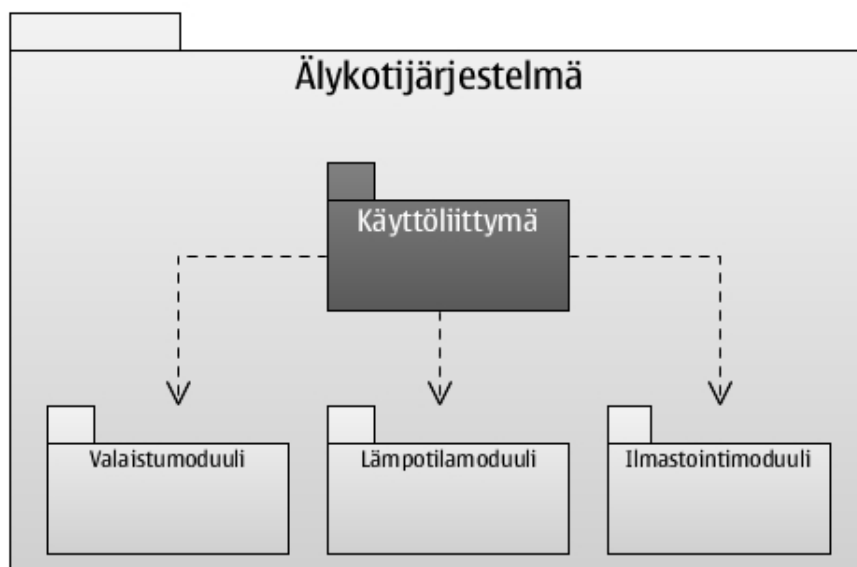 Älykotijärjestelmä
Käyttöliittymä
Valaistumoduuli
Lämpotilamoduuli
Ilmastointimoduuli